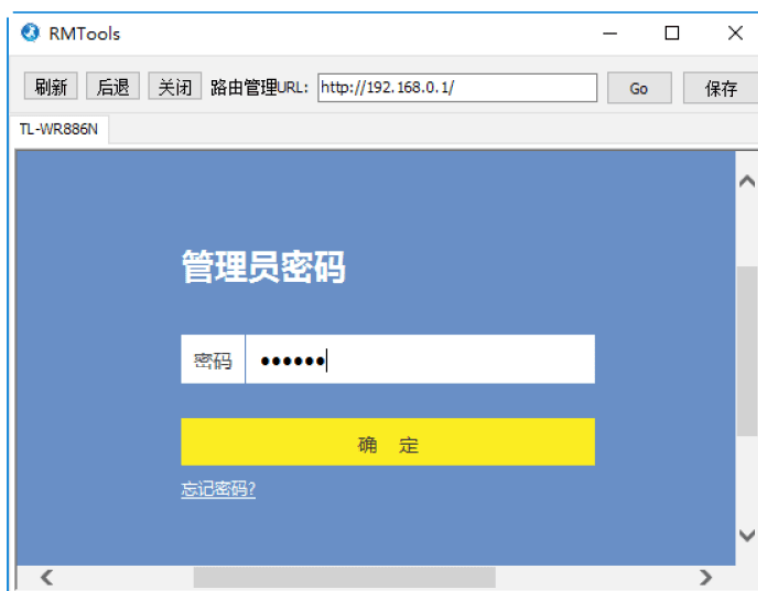 RMTools
刷新 后退 关闭 路由管理URL: http://192.168.0.1/ Go 保存
TL-WR886N
管理员密码
密码 ••••••
确 定
忘记密码?